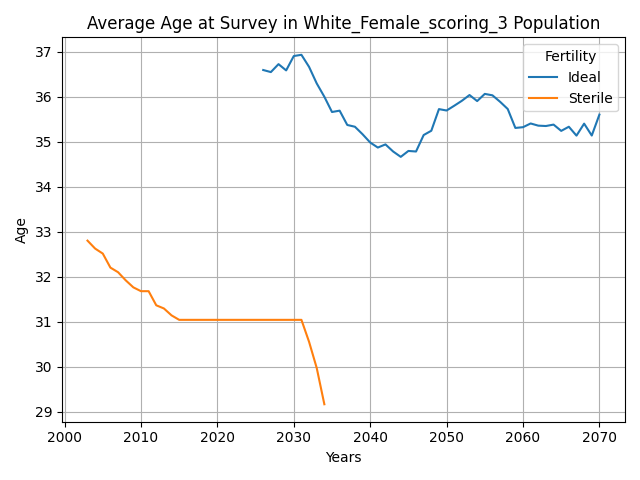 Average Age at Survey in White_Female_scoring_3 Population
Fertility
Ideal
Sterile
Age
37
36
35
34
33
32
31
30
29
2000
2010
2020
2030
2040
2050
2060
2070
Years